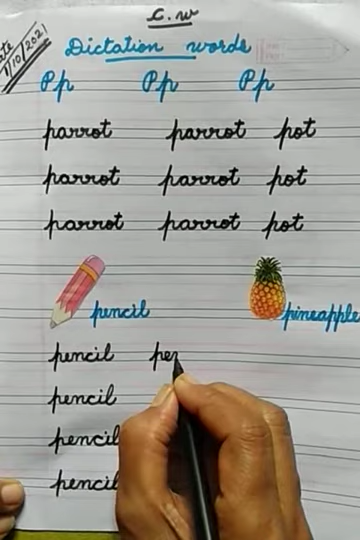 C.W
Date
1/10/2021
Dictation words
Pp Pp Pp
parrot parrot pot
parrot parrot pot
parrot parrot pot
pencil pineapple
pencil pen
pencil
pencil
pencil